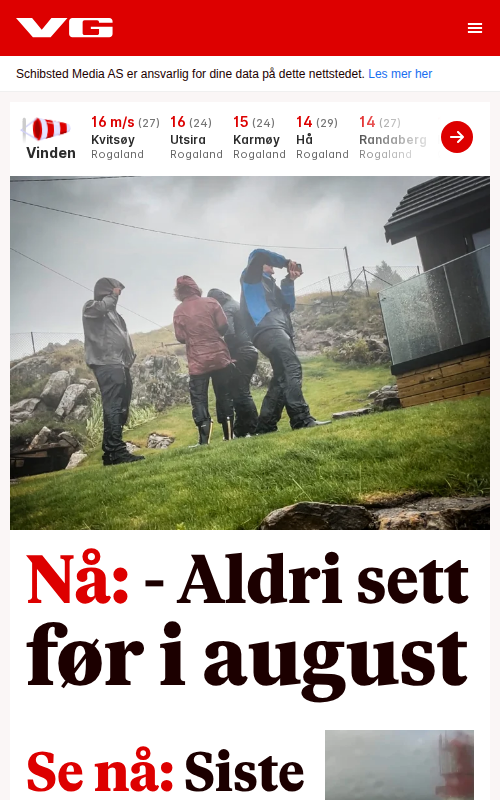 VG
Schibsted Media AS er ansvarlig for dine data på dette nettstedet. Les mer her
16 m/s (27) 16 (24) 15 (24) 14 (29) 14 (27)
Vinden Kvitsøy Utsira Karmøy Hå Randaberg
Rogaland Rogaland Rogaland Rogaland Rogaland
Nå: - Aldri sett
før i august
Se nå: Siste